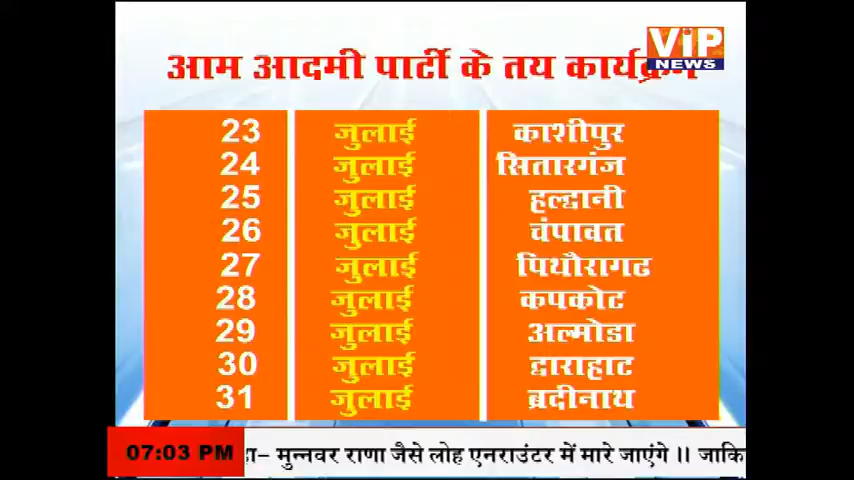 ViP
NEWS
आम आदमी पार्टी के तय कार्यक्रम
23 जुलाई काशीपुर
24 जुलाई सितारगंज
25 जुलाई हल्द्वानी
26 जुलाई चंपावत
27 जुलाई पिथौरागढ
28 जुलाई कपकोट
29 जुलाई अल्मोडा
30 जुलाई द्वाराहाट
31 जुलाई ब्रदीनाथ
07:03 PM
– मुन्नवर राणा जैसे लोह एनराउंटर में मारे जाएंगे ।। जाकि